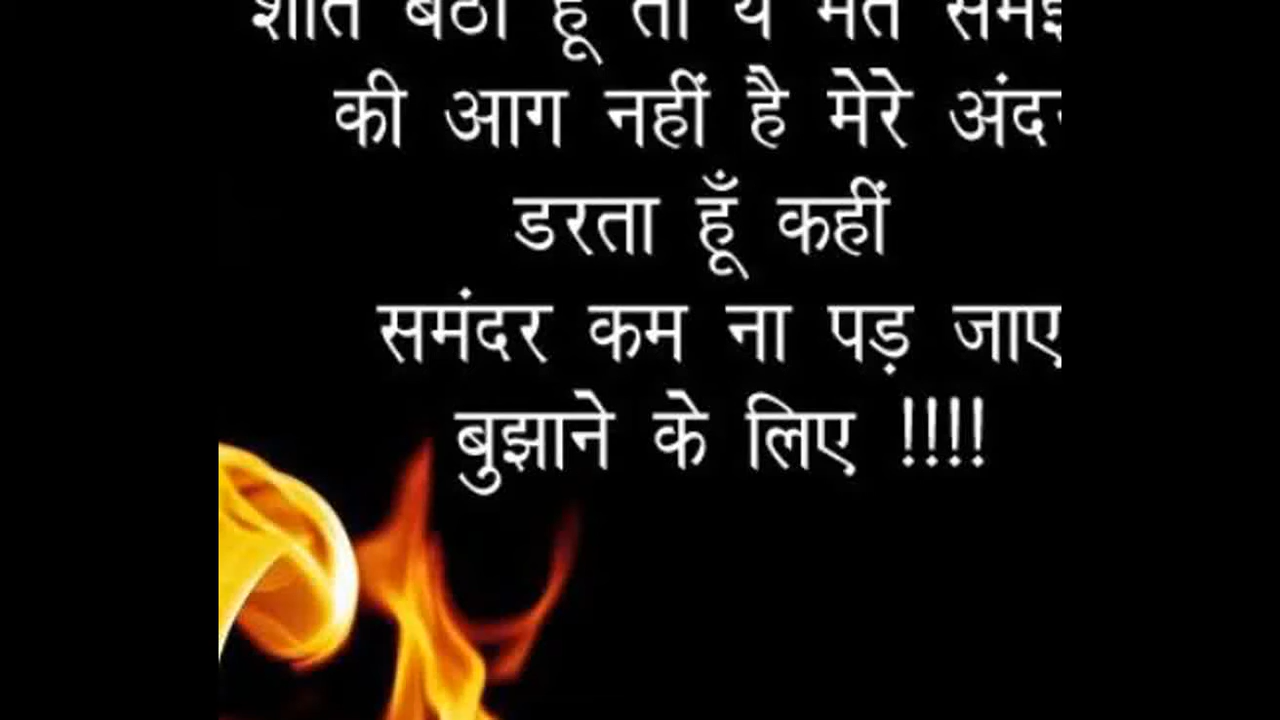 शांत बैठा हूँ तो ये मत
की आग नहीं है मेरे
डरता हूँ कहीं
समंदर कम ना पड़ जाए
बुझाने के लिए !!!!